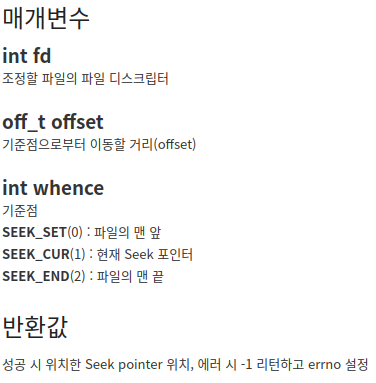 매개변수
int fd
조정할 파일의 파일 디스크립터
off_t offset
기준점으로부터 이동할 거리(offset)
int whence
기준점
SEEK_SET(0) : 파일의 맨 앞
SEEK_CUR(1) : 현재 Seek 포인터
SEEK_END(2) : 파일의 맨 끝
반환값
성공 시 위치한 Seek pointer 위치, 에러 시 -1 리턴하고 errno 설정